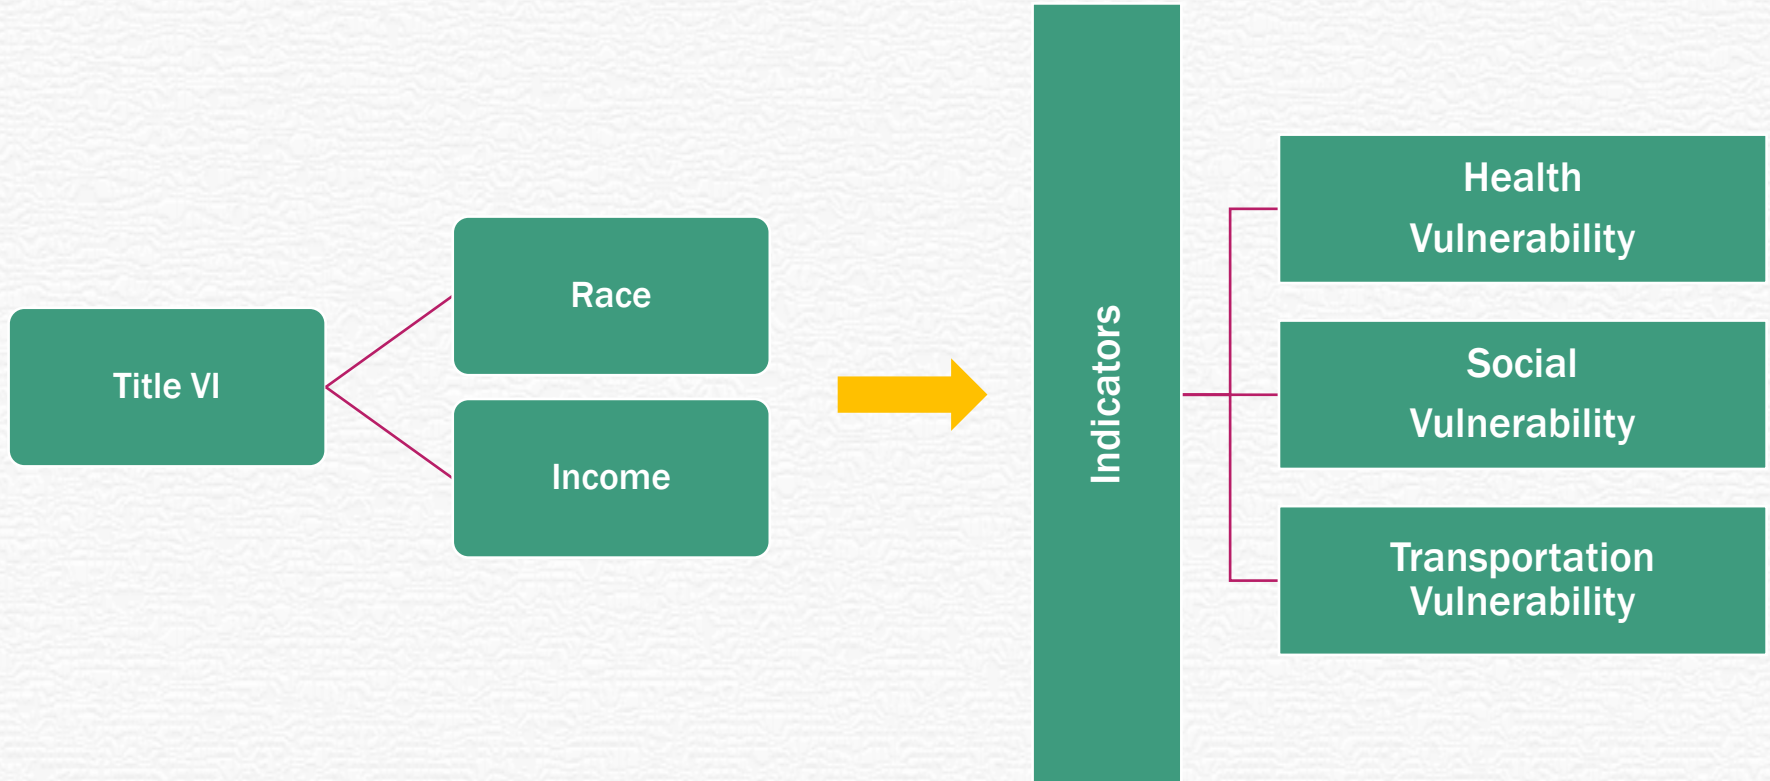 Title VI
Race
Income
Indicators
Health
Vulnerability
Social
Vulnerability
Transportation
Vulnerability